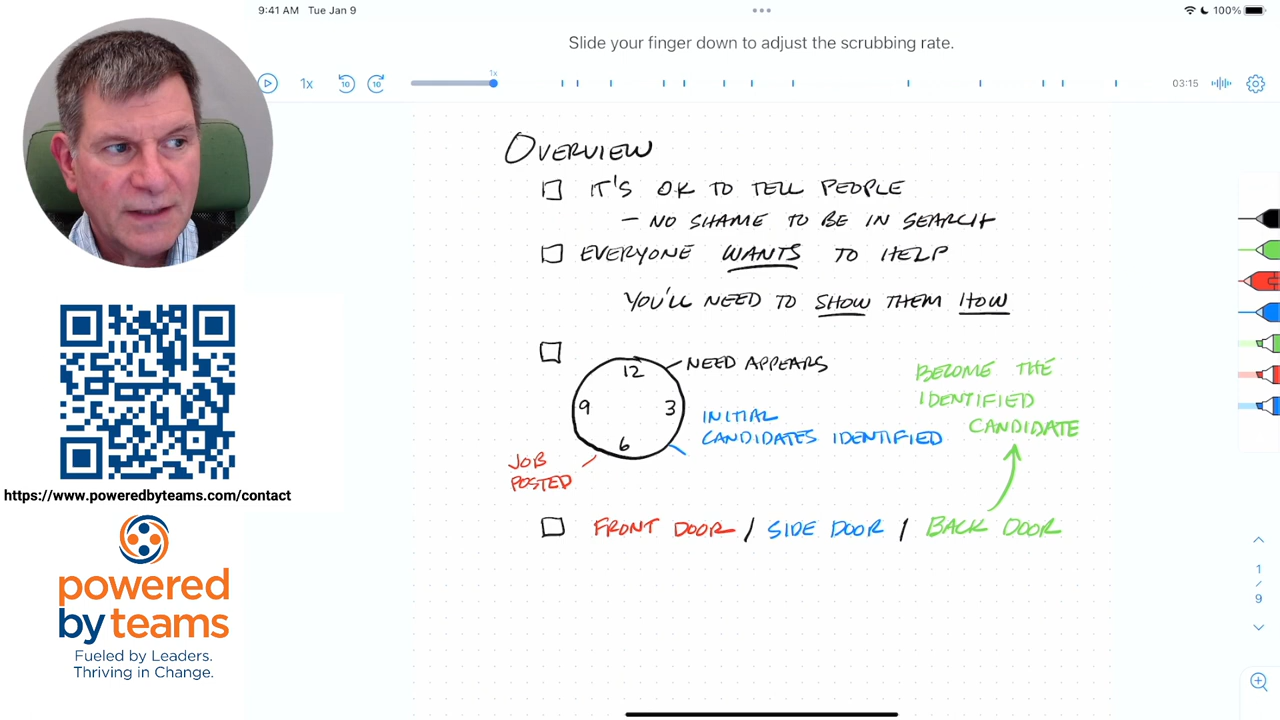 9:41 AM Tue Jan 9
100%
Slide your finger down to adjust the scrubbing rate.
1x
1x
10
10
03:15
OVERVIEW
IT'S OK TO TELL PEOPLE
– NO SHAME TO BE IN SEARCH
EVERYONE WANTS TO HELP
YOU'LL NEED TO SHOW THEM HOW
12
3
6
9
NEED APPEARS
INITIAL
CANDIDATES IDENTIFIED
JOB
POSTED
BECOME THE
IDENTIFIED
CANDIDATE
FRONT DOOR / SIDE DOOR / BACK DOOR
https://www.poweredbyteams.com/contact
powered
by teams
Fueled by Leaders.
Thriving in Change.
1
/
9